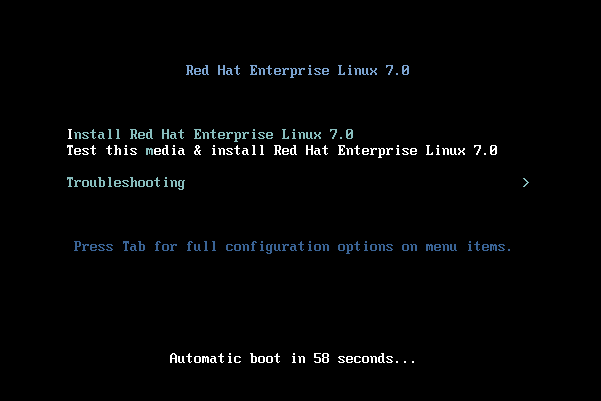 Red Hat Enterprise Linux 7.0
Install Red Hat Enterprise Linux 7.0
Test this media & install Red Hat Enterprise Linux 7.0
Troubleshooting >
Press Tab for full configuration options on menu items.
Automatic boot in 58 seconds...